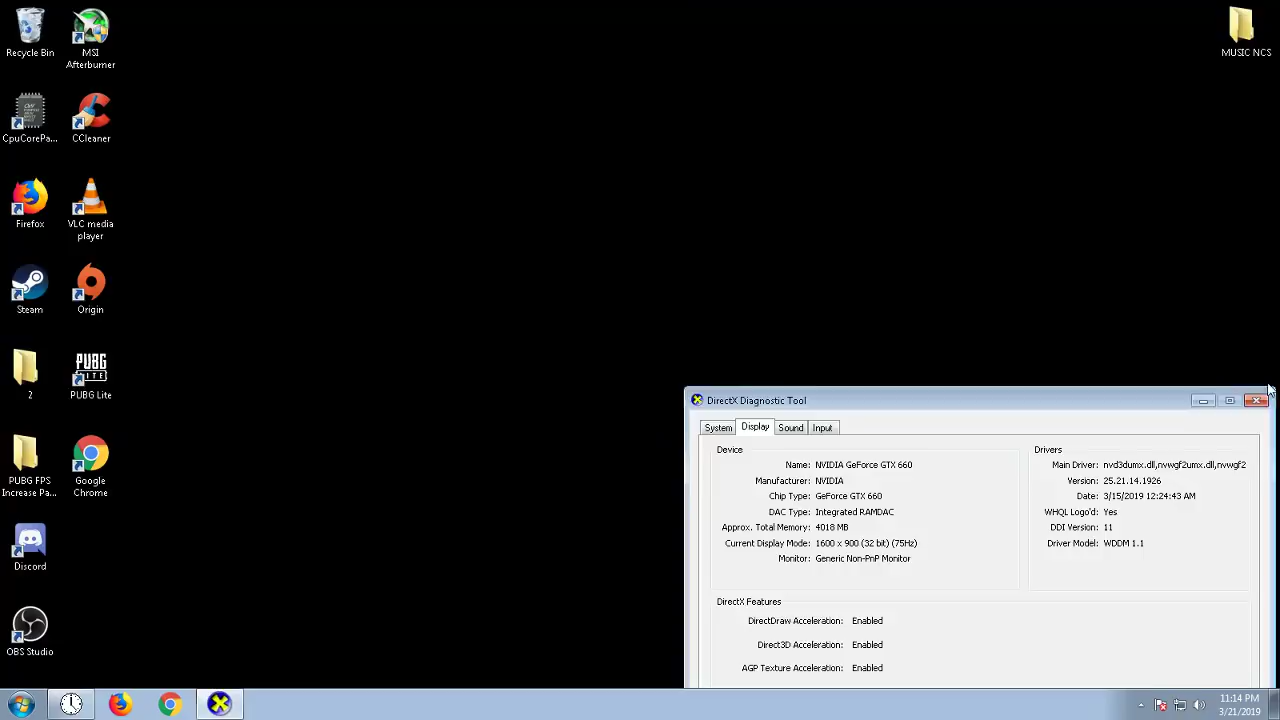 Recycle Bin
MSI
Afterburner
MUSIC NCS
CpuCorePa...
CCleaner
Firefox
VLC media
player
Steam
Origin
2
PUBG
LITE
PUBG Lite
PUBG FPS
Increase Pa...
Google
Chrome
Discord
OBS Studio
DirectX Diagnostic Tool
System
Display
Sound
Input
Device
Name: NVIDIA GeForce GTX 660
Manufacturer: NVIDIA
Chip Type: GeForce GTX 660
DAC Type: Integrated RAMDAC
Approx. Total Memory: 4018 MB
Current Display Mode: 1600 x 900 (32 bit) (75Hz)
Monitor: Generic Non-PnP Monitor
Drivers
Main Driver: nvd3dumx.dll,nvwgf2umx.dll,nvwgf2
Version: 25.21.14.1926
Date: 3/15/2019 12:24:43 AM
WHQL Logo'd: Yes
DDI Version: 11
Driver Model: WDDM 1.1
DirectX Features
DirectDraw Acceleration: Enabled
Direct3D Acceleration: Enabled
AGP Texture Acceleration: Enabled
11:14 PM
3/21/2019